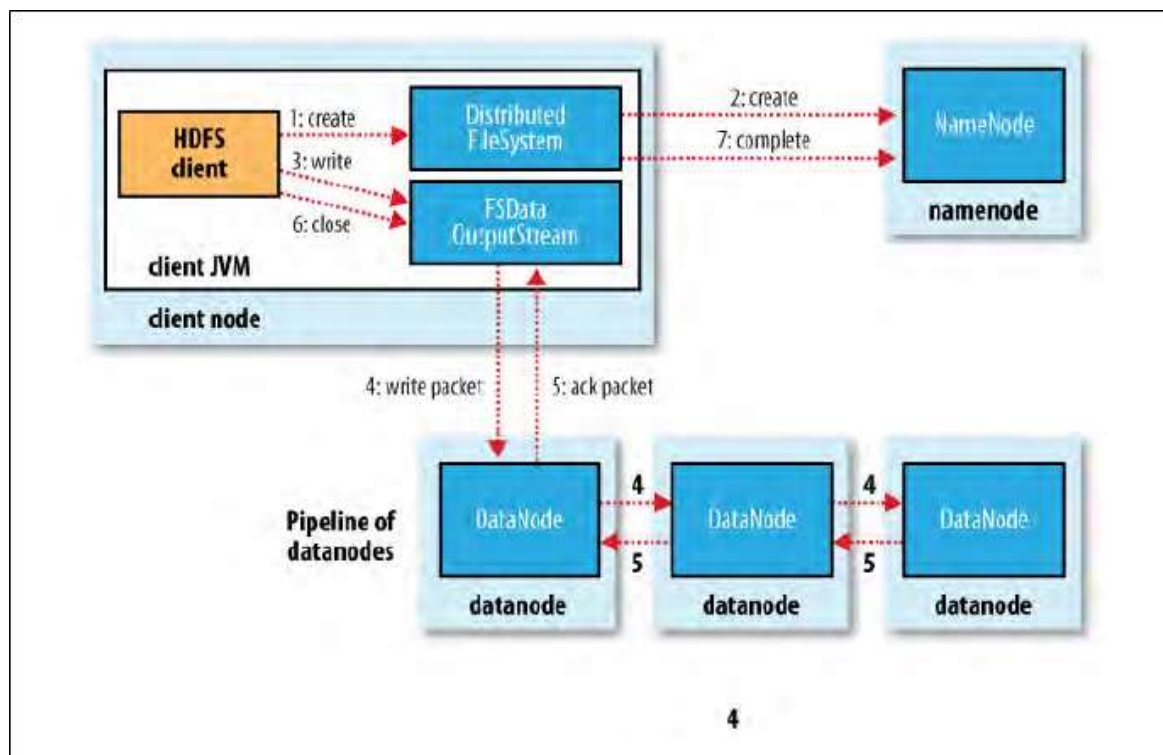 1: create
Distributed
FileSystem
2: create
NameNode
HDFS
client
3: write
7: complete
6: close
FSData
OutputStream
namenode
client JVM
client node
4: write packet
5: ack packet
Pipeline of
datanodes
DataNode
4
DataNode
4
DataNode
5
5
datanode
datanode
datanode
4